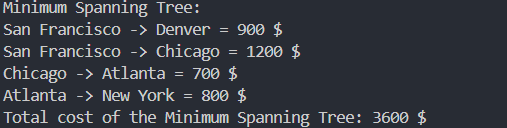 Minimum Spanning Tree:
San Francisco -> Denver = 900 $
San Francisco -> Chicago = 1200 $
Chicago -> Atlanta = 700 $
Atlanta -> New York = 800 $
Total cost of the Minimum Spanning Tree: 3600 $